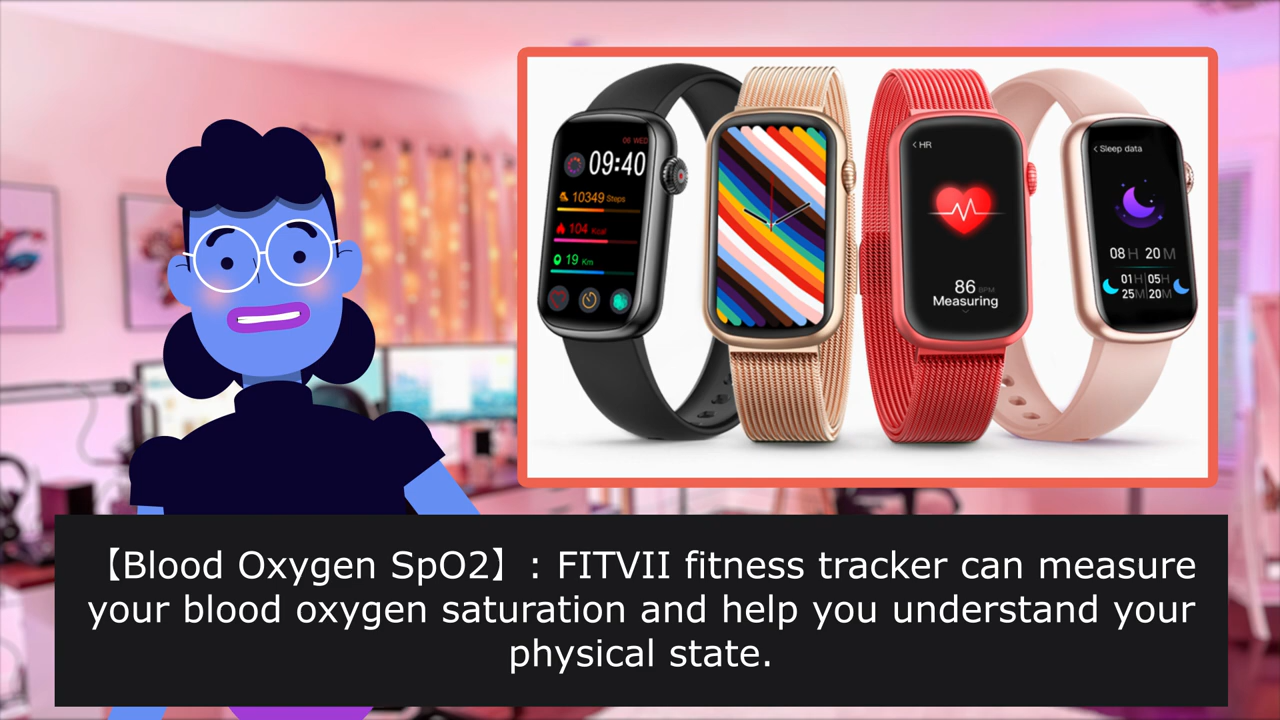 06 WED
09:40
10349 Steps
104 Kcal
19 Km
< HR
86 BPM
Measuring
< Sleep data
08 H 20 M
01H 05H
25M 20M
【Blood Oxygen SpO2】 : FITVII fitness tracker can measure
your blood oxygen saturation and help you understand your
physical state.